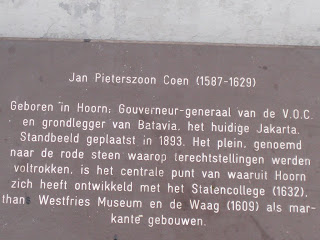 Jan Pieterszoon Coen (1587-1629)
Geboren in Hoorn; Gouverneur-generaal van de V.O.C.
en grondlegger van Batavia, het huidige Jakarta.
Standbeeld geplaatst in 1893. Het plein, genoemd
naar de rode steen waarop terechtstellingen werden
voltrokken, is het centrale punt van waaruit Hoorn
zich heeft ontwikkeld met het Statencollege (1632),
thans Westfries Museum en de Waag (1609) als mar-
kante gebouwen.